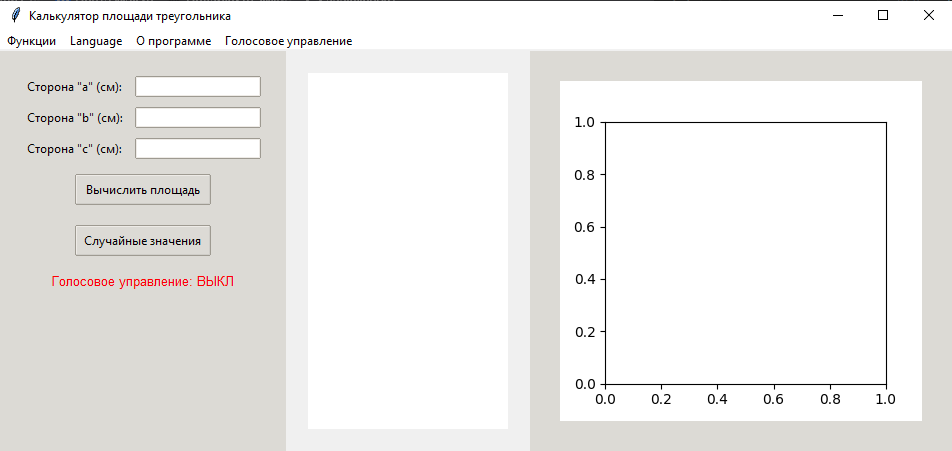 Калькулятор площади треугольника
Функции Language О программе Голосовое управление
Сторона "a" (см):
Сторона "b" (см):
Сторона "c" (см):
Вычислить площадь
Случайные значения
Голосовое управление: ВЫКЛ
1.0
0.8
0.6
0.4
0.2
0.0
0.0 0.2 0.4 0.6 0.8 1.0